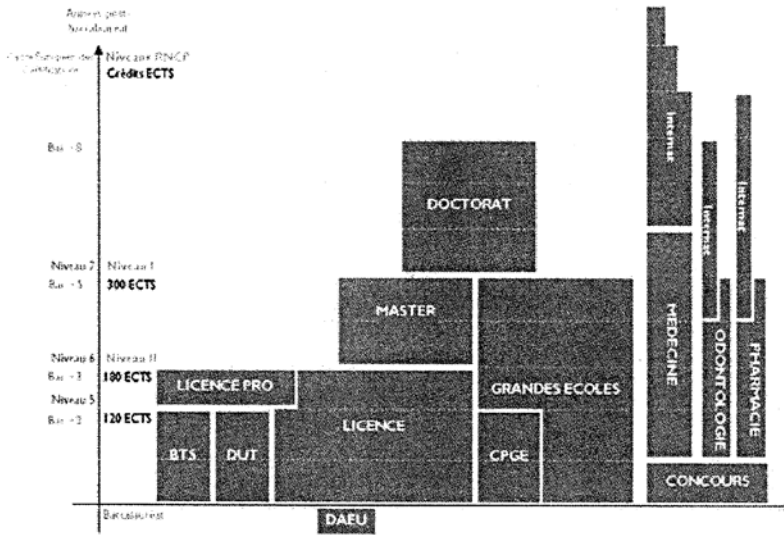 Années post-
baccalauréat
Niveaux RNCP
Crédits ECTS
Internat
Bac + 8
Internat
Internat
DOCTORAT
Niveau 7 Niveau I
Bac + 5 300 ECTS
MASTER
MÉDECINE
ODONTOLOGIE
PHARMACIE
Niveau 6 Niveau II
Bac + 3 180 ECTS
LICENCE PRO
GRANDES ECOLES
Niveau 5
Bac + 2 120 ECTS
LICENCE
BTS
DUT
CPGE
CONCOURS
Baccalauréat
DAEU